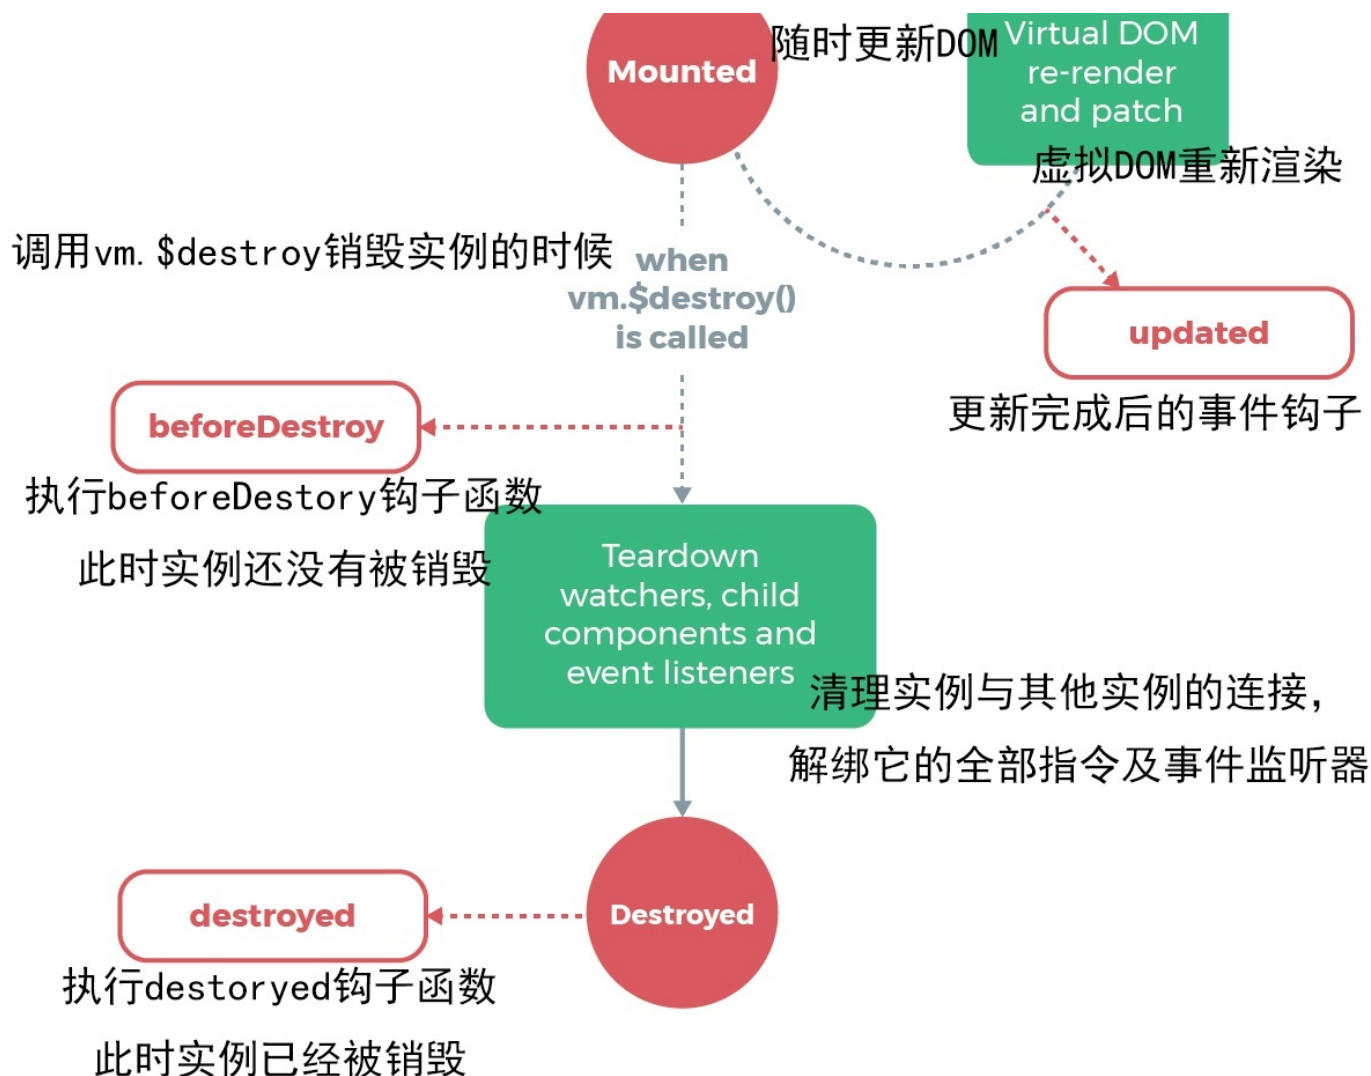 Mounted
随时更新DOM
Virtual DOM
re-render
and patch
虚拟DOM重新渲染
调用vm.$destroy销毁实例的时候
when
vm.$destroy()
is called
updated
更新完成后的事件钩子
beforeDestroy
执行beforeDestory钩子函数
此时实例还没有被销毁
Teardown
watchers, child
components and
event listeners
清理实例与其他实例的连接，
解绑它的全部指令及事件监听器
destroyed
Destroyed
执行destoryed钩子函数
此时实例已经被销毁